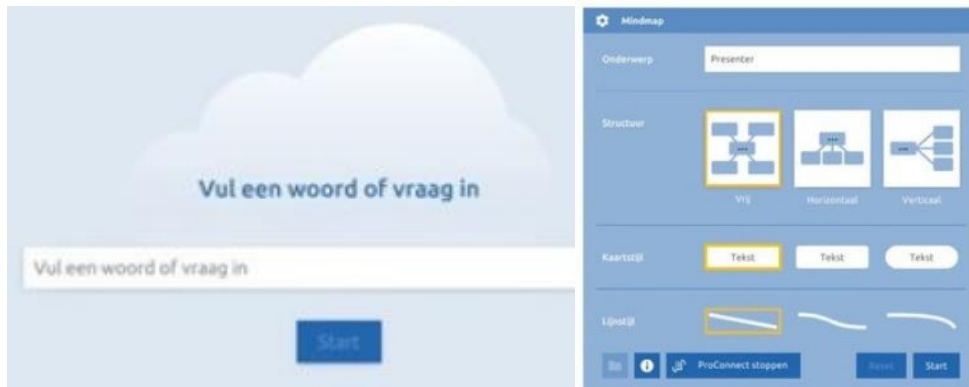 Vul een woord of vraag in
Vul een woord of vraag in
Start
Mindmap
Onderwerp
Presenter
Structuur
Vrij
Horizontaal
Verticaal
Kaartstijl
Tekst
Tekst
Tekst
Lijnstijl
ProConnect stoppen
Reset
Start